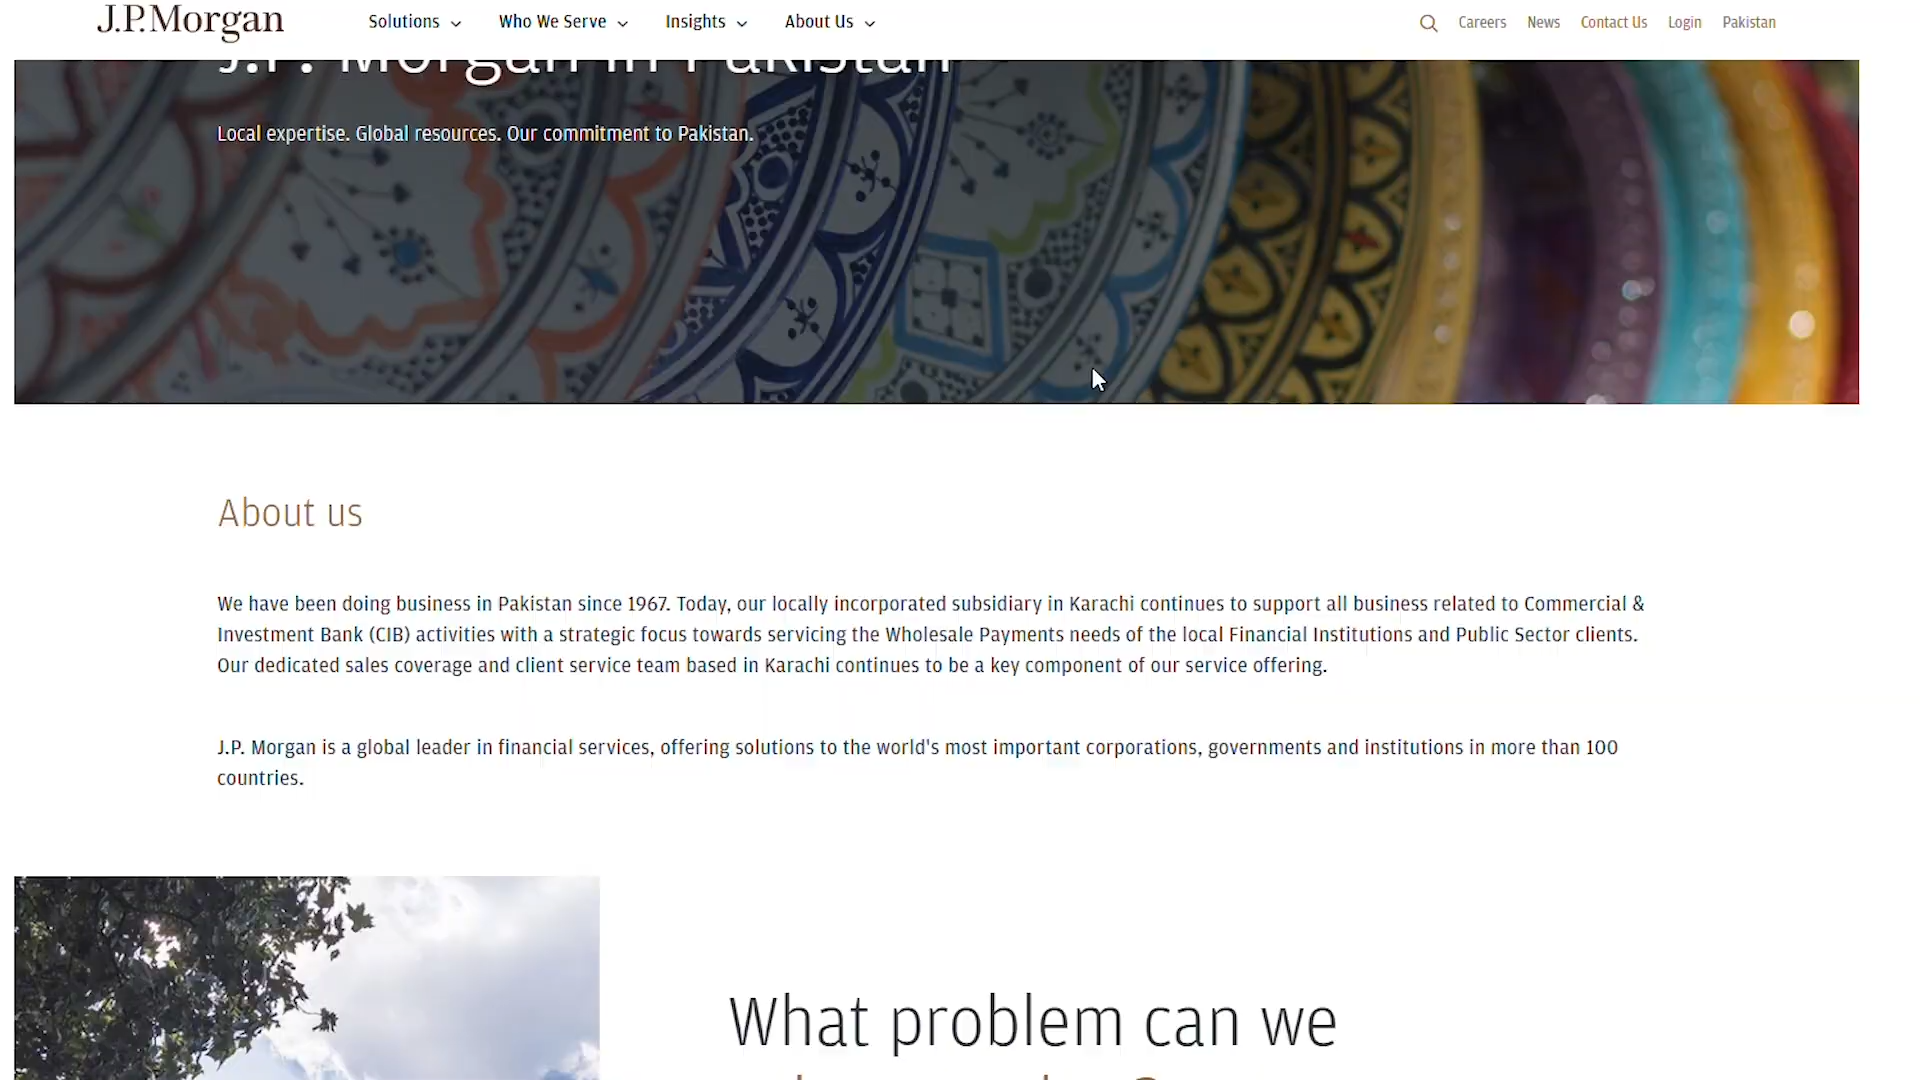 J.P.Morgan
Solutions
Who We Serve
Insights
About Us
Careers
News
Contact Us
Login
Pakistan
J.P. Morgan in Pakistan
Local expertise. Global resources. Our commitment to Pakistan.
About us
We have been doing business in Pakistan since 1967. Today, our locally incorporated subsidiary in Karachi continues to support all business related to Commercial &
Investment Bank (CIB) activities with a strategic focus towards servicing the Wholesale Payments needs of the local Financial Institutions and Public Sector clients.
Our dedicated sales coverage and client service team based in Karachi continues to be a key component of our service offering.
J.P. Morgan is a global leader in financial services, offering solutions to the world's most important corporations, governments and institutions in more than 100
countries.
What problem can we